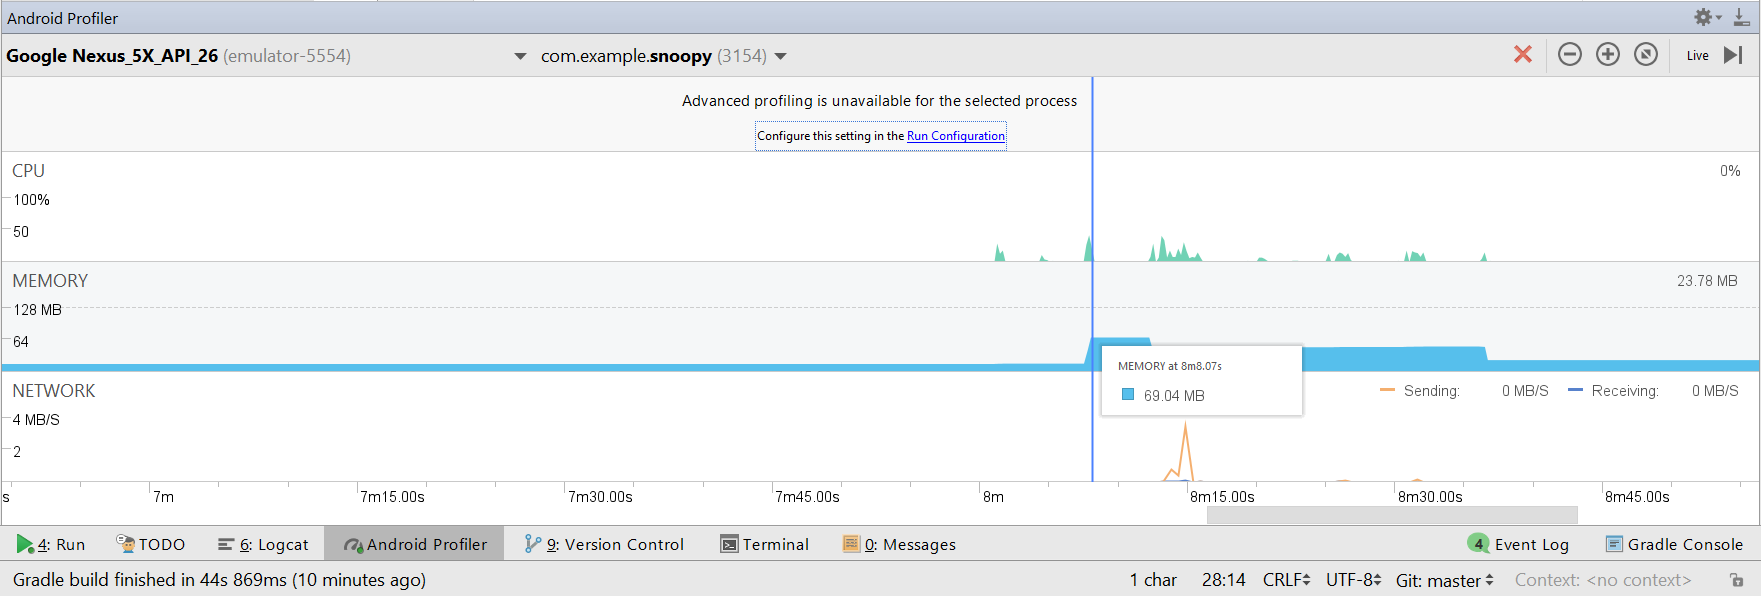 Android Profiler
Google Nexus_5X_API_26 (emulator-5554) com.example.snoopy (3154) Live
Advanced profiling is unavailable for the selected process
Configure this setting in the Run Configuration
CPU 0%
100%
50
MEMORY 23.78 MB
128 MB
64
MEMORY at 8m8.07s
69.04 MB
NETWORK Sending: 0 MB/S Receiving: 0 MB/S
4 MB/S
2
s 7m 7m15.00s 7m30.00s 7m45.00s 8m 8m15.00s 8m30.00s 8m45.00s
4: Run TODO 6: Logcat Android Profiler 9: Version Control Terminal 0: Messages 4 Event Log Gradle Console
Gradle build finished in 44s 869ms (10 minutes ago) 1 char 28:14 CRLF UTF-8 Git: master Context: <no context>